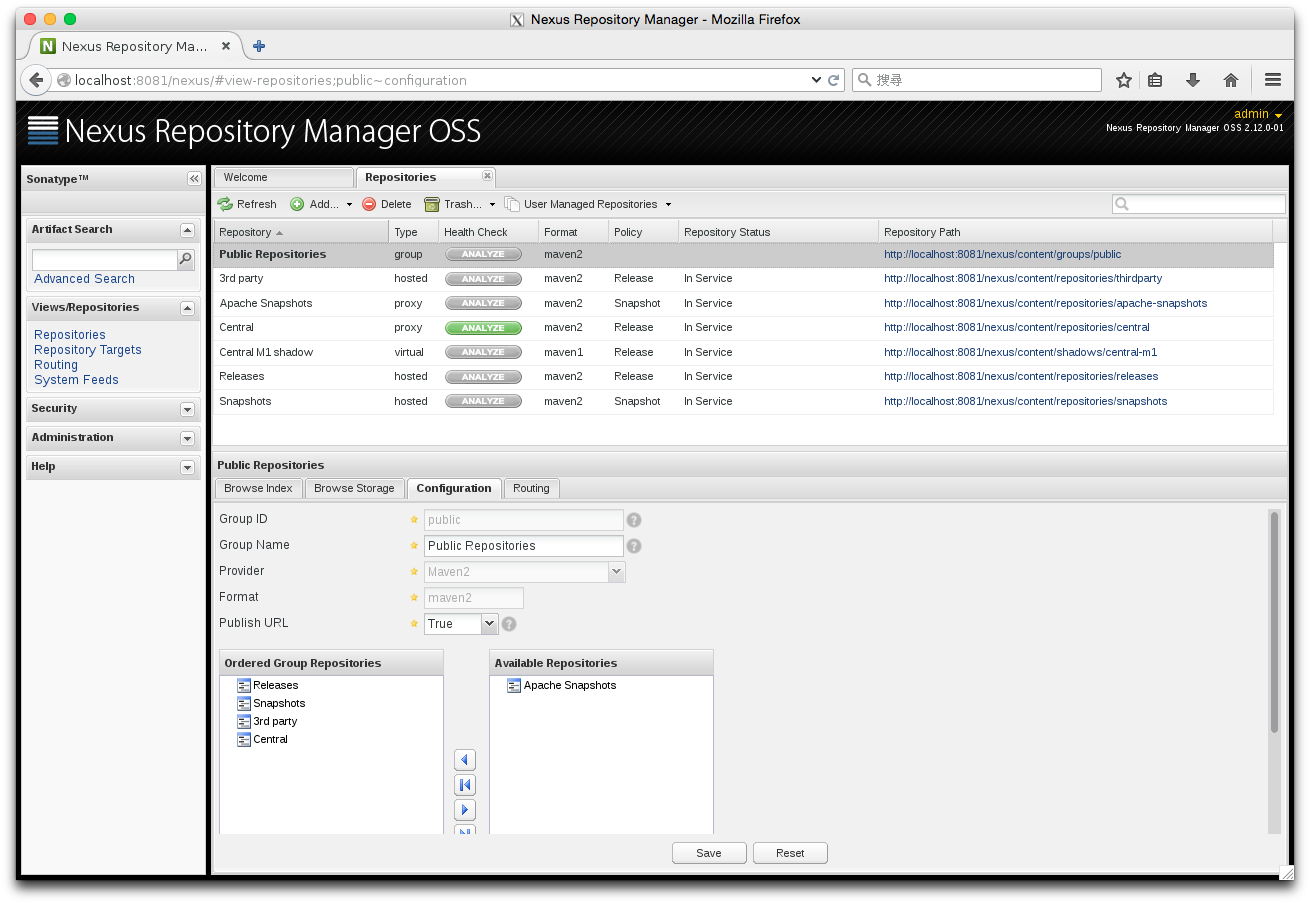 Nexus Repository Manager - Mozilla Firefox
Nexus Repository Ma...
localhost:8081/nexus/#view-repositories;public~configuration
搜尋
Nexus Repository Manager OSS
admin
Nexus Repository Manager OSS 2.12.0-01
Sonatype™
Artifact Search
Advanced Search
Views/Repositories
Repositories
Repository Targets
Routing
System Feeds
Security
Administration
Help
Welcome Repositories
Refresh Add... Delete Trash... User Managed Repositories
Repository Type Health Check Format Policy Repository Status Repository Path
Public Repositories group ANALYZE maven2 http://localhost:8081/nexus/content/groups/public
3rd party hosted ANALYZE maven2 Release In Service http://localhost:8081/nexus/content/repositories/thirdparty
Apache Snapshots proxy ANALYZE maven2 Snapshot In Service http://localhost:8081/nexus/content/repositories/apache-snapshots
Central proxy ANALYZE maven2 Release In Service http://localhost:8081/nexus/content/repositories/central
Central M1 shadow virtual ANALYZE maven1 Release In Service http://localhost:8081/nexus/content/shadows/central-m1
Releases hosted ANALYZE maven2 Release In Service http://localhost:8081/nexus/content/repositories/releases
Snapshots hosted ANALYZE maven2 Snapshot In Service http://localhost:8081/nexus/content/repositories/snapshots
Public Repositories
Browse Index Browse Storage Configuration Routing
Group ID public
Group Name Public Repositories
Provider Maven2
Format maven2
Publish URL True
Ordered Group Repositories
Releases
Snapshots
3rd party
Central
Available Repositories
Apache Snapshots
Save Reset